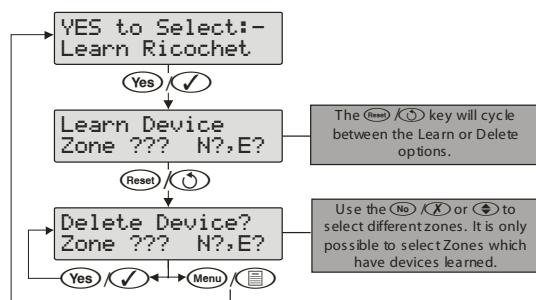 YES to Select:-
Learn Ricochet
Yes /
Learn Device
Zone ??? N?,E?
The Reset / key will cycle
between the Learn or Delete
options.
Reset /
Delete Device?
Zone ??? N?,E?
Use the No / or to
select different zones. It is only
possible to select Zones which
have devices learned.
Yes /
Menu /